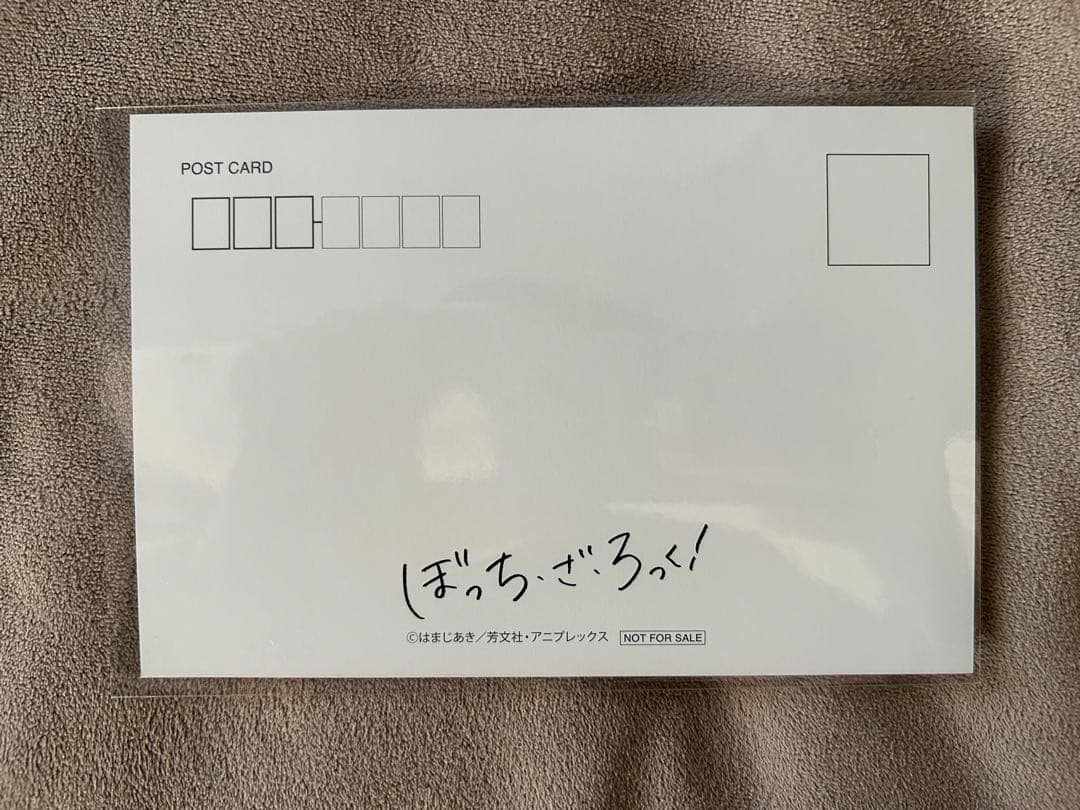 POST CARD
ぼっち・ざ・ろっく!
©はまじあき／芳文社・アニプレックス NOT FOR SALE